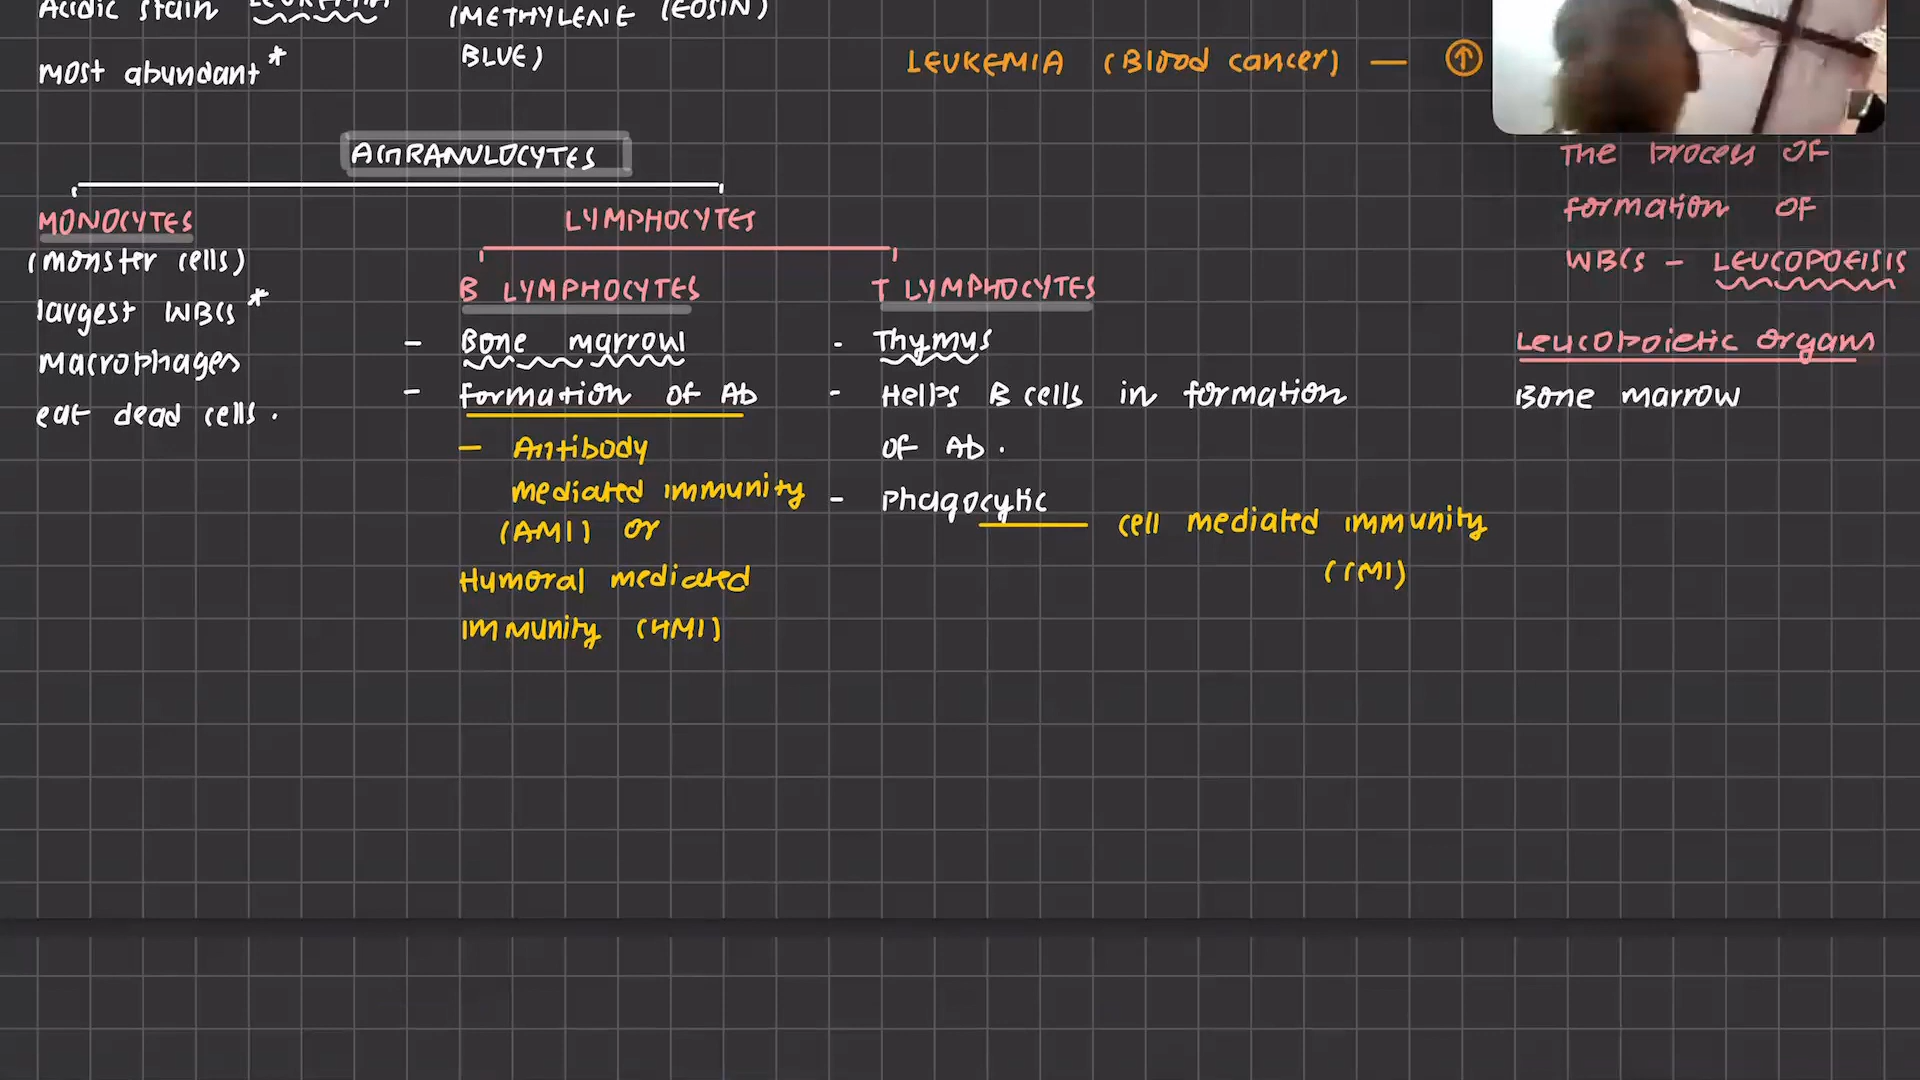 Acidic stain LEUKEMIA
(METHYLENE (EOSIN)
BLUE)
most abundant*
LEUKEMIA (Blood cancer) — ↑
AGRANULOCYTES
MONOCYTES
(monster cells)
largest WBCs*
macrophages
eat dead cells.
LYMPHOCYTES
B LYMPHOCYTES
- Bone marrow
- formation of Ab
- Antibody
mediated immunity
(AMI) or
Humoral mediated
immunity (HMI)
T LYMPHOCYTES
- Thymus
- Helps B cells in formation
of Ab.
- Phagocytic
cell mediated immunity
(CMI)
The process of
formation of
WBCs - LEUCOPOEISIS
Leucopoietic organs
Bone marrow